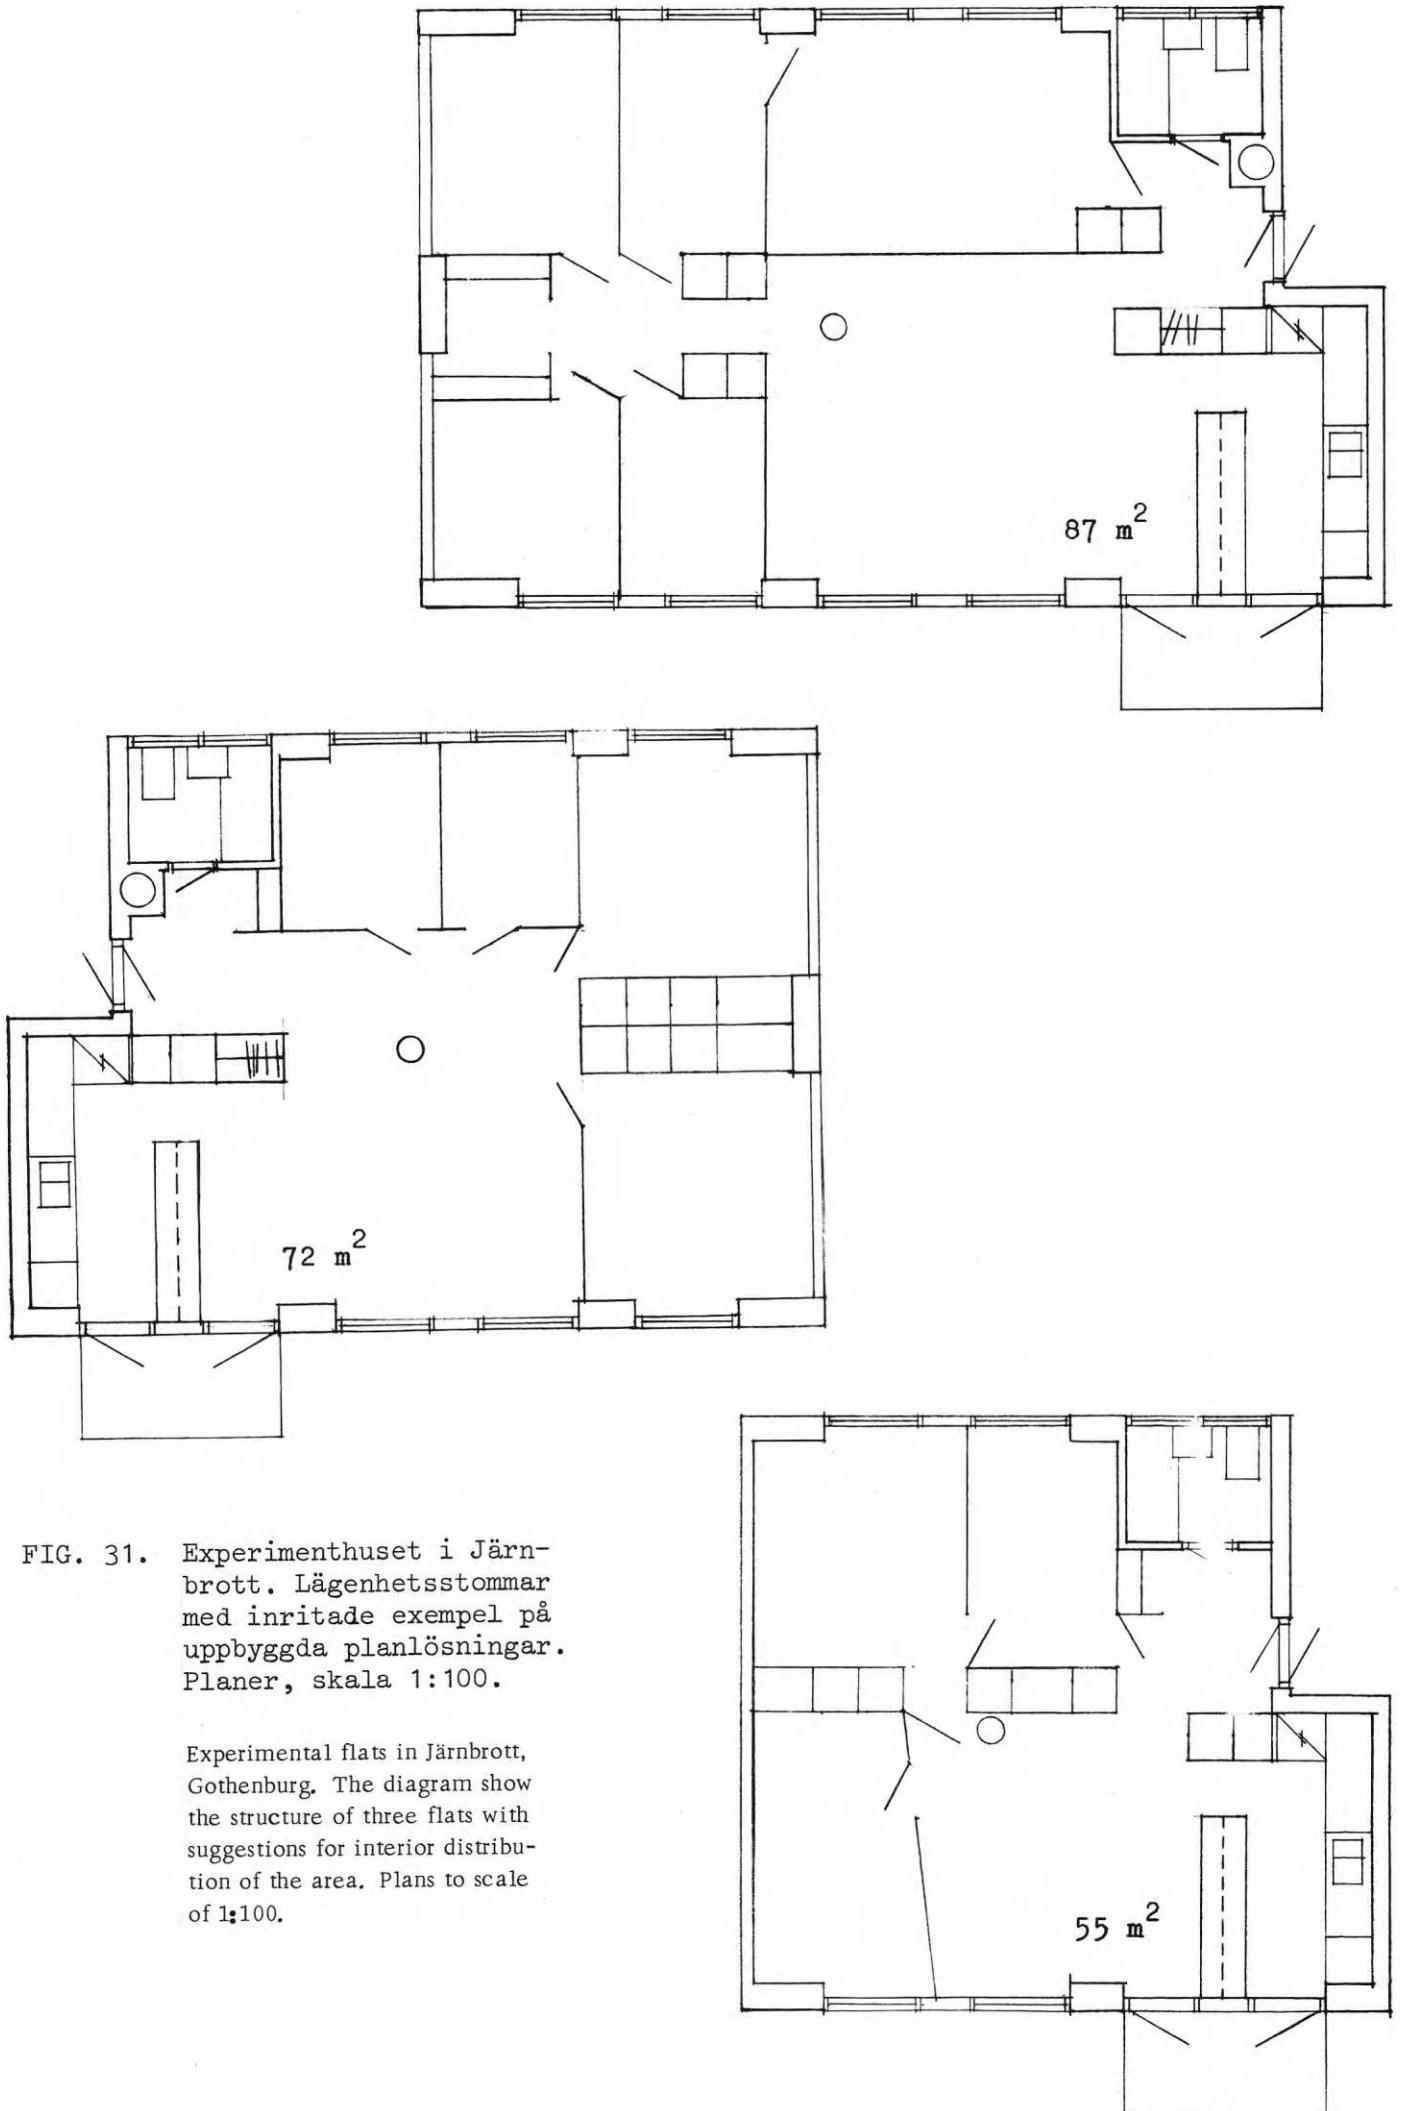 87 m²
72 m²
FIG. 31. Experimenthuset i Järn-
brott. Lägenhetsstommar
med inritade exempel på
uppbyggda planlösningar.
Planer, skala 1:100.
Experimental flats in Järnbrott,
Gothenburg. The diagram show
the structure of three flats with
suggestions for interior distribu-
tion of the area. Plans to scale
of 1:100.
55 m²